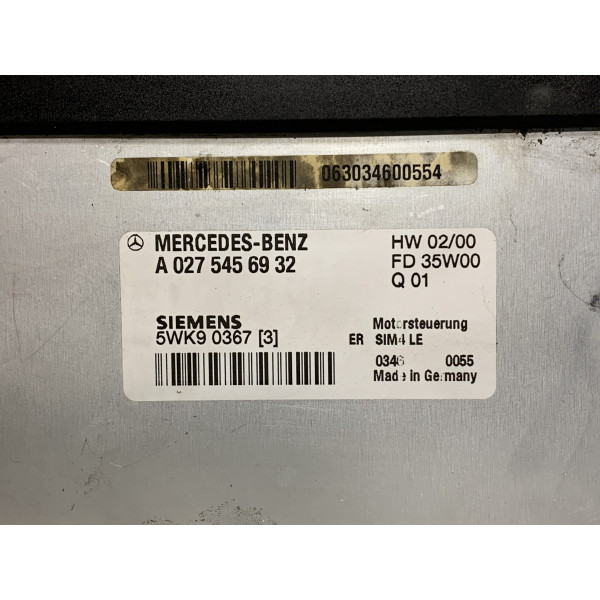 063034600554
MERCEDES-BENZ
A 027 545 69 32
HW 02/00
FD 35W00
Q 01
SIEMENS
5WK9 0367 [3]
Motorsteuerung
ER SIM4 LE
0346 0055
Made in Germany